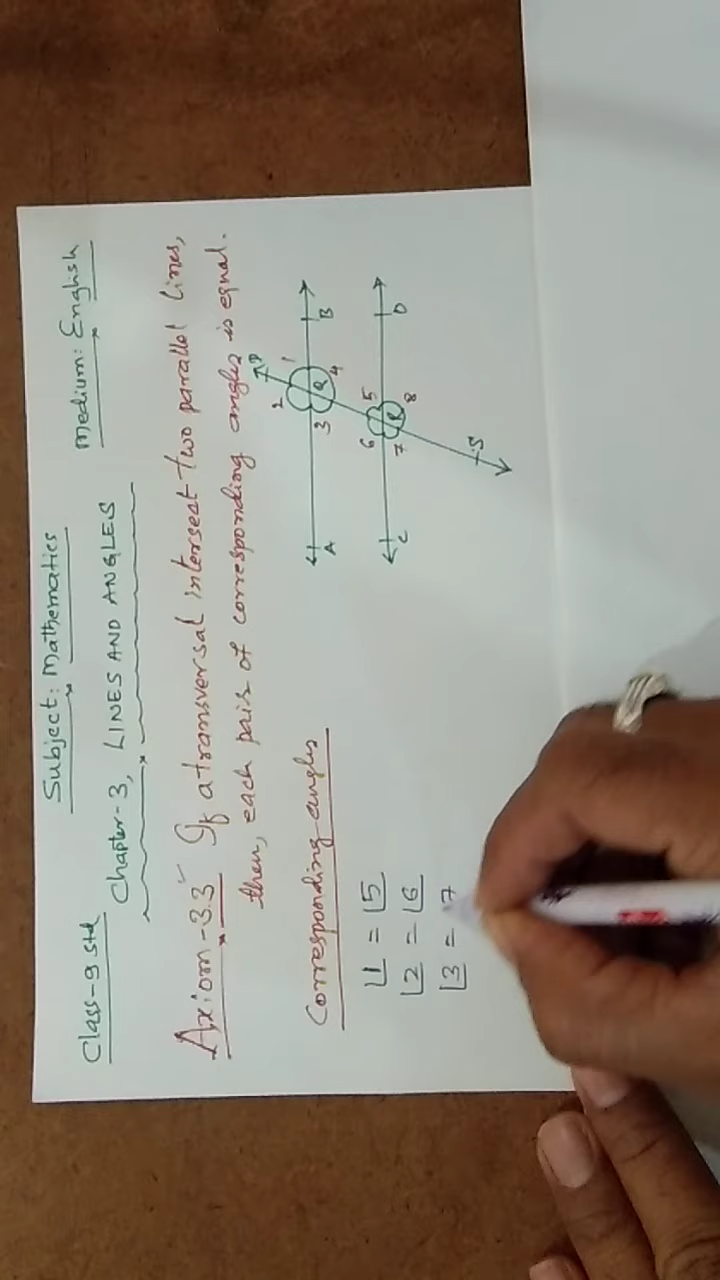 Subject: Mathematics
Class-9 std
Medium: English
Chapter-3, LINES AND ANGLES
Axiom-3.3 If a transversal intersect two parallel lines,
then, each pair of corresponding angles is equal.
Corresponding angles
∠1 = ∠5
∠2 = ∠6
∠3 = 7
P
2 1
A Q B
3 4
6 5
C R D
7 8
S